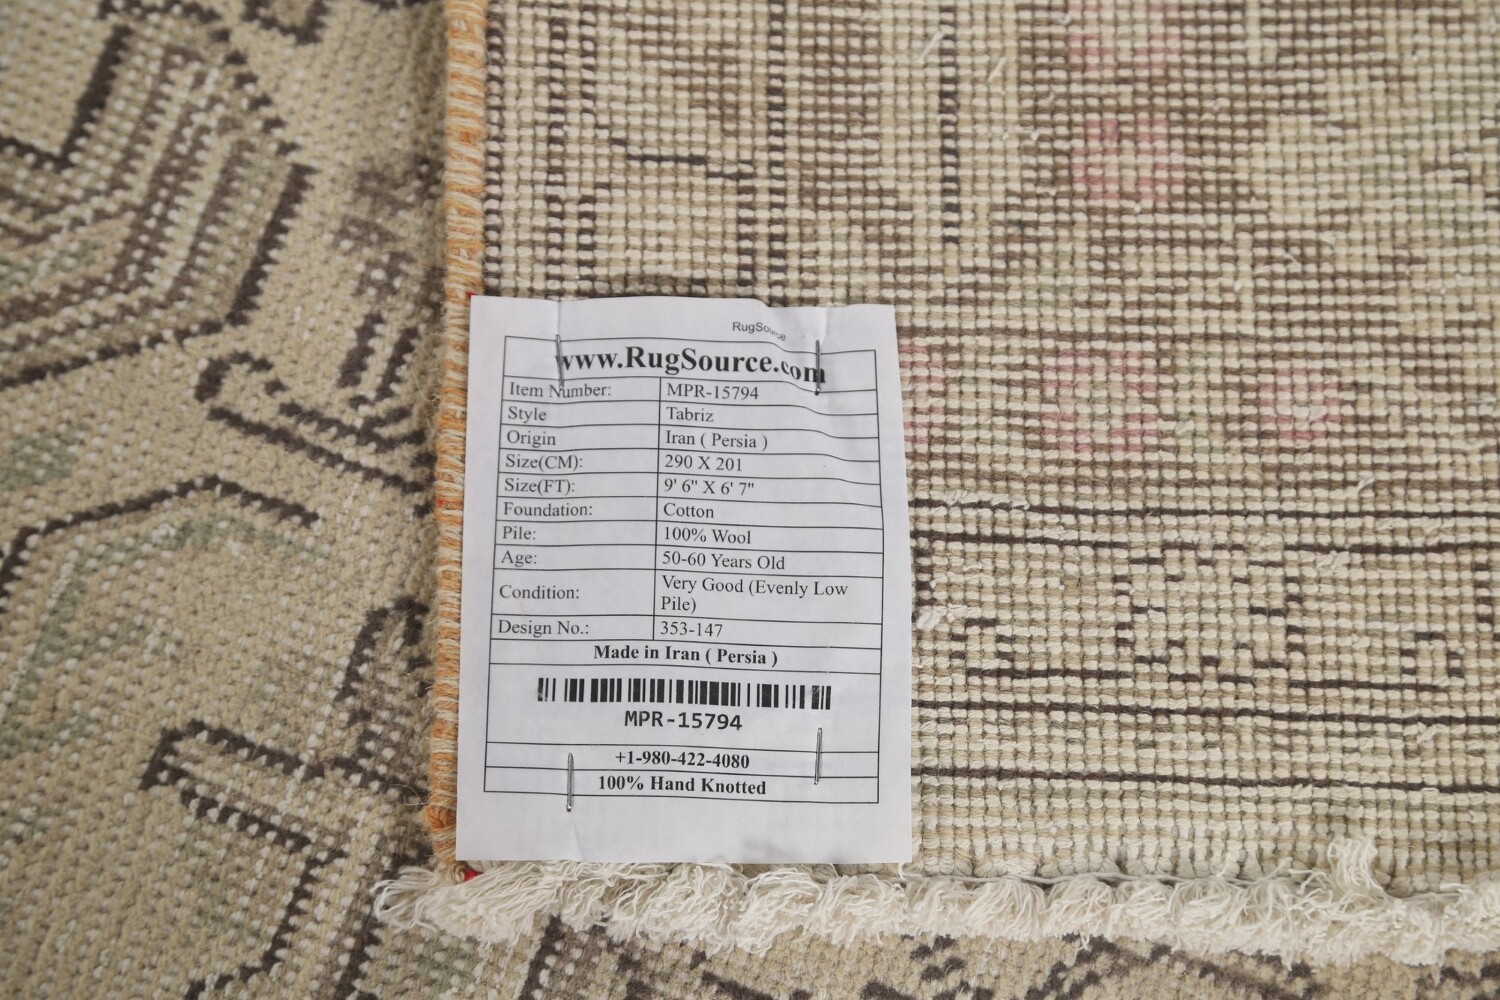 RugSource
www.RugSource.com
Item Number: MPR-15794
Style Tabriz
Origin Iran ( Persia )
Size(CM): 290 X 201
Size(FT): 9' 6" X 6' 7"
Foundation: Cotton
Pile: 100% Wool
Age: 50-60 Years Old
Condition: Very Good (Evenly Low
Pile)
Design No.: 353-147
Made in Iran ( Persia )
MPR-15794
+1-980-422-4080
100% Hand Knotted